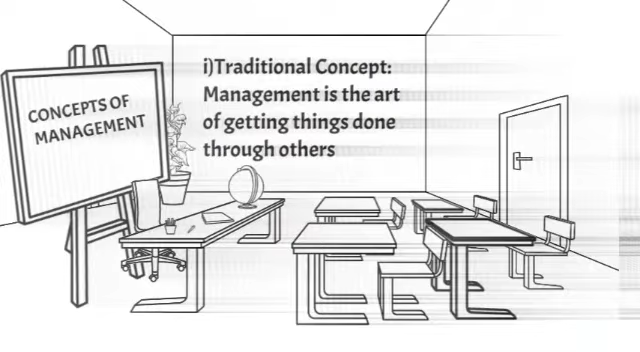 CONCEPTS OF
MANAGEMENT
i)Traditional Concept:
Management is the art
of getting things done
through others